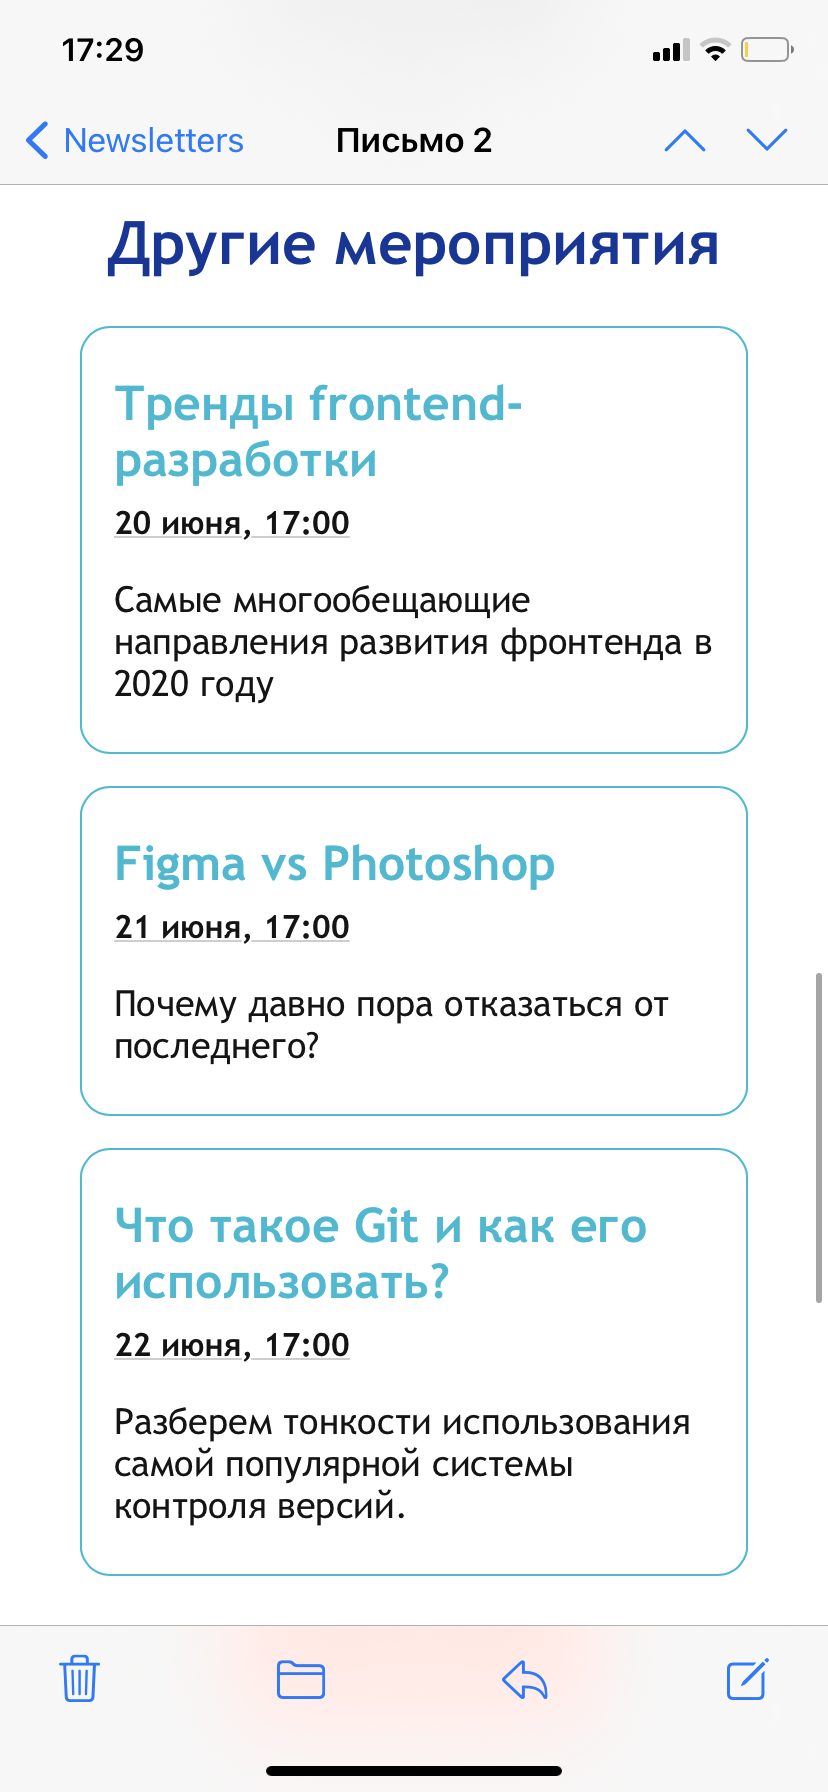 17:29
Newsletters
Письмо 2
Другие мероприятия
Тренды frontend-
разработки
20 июня, 17:00
Самые многообещающие
направления развития фронтенда в
2020 году
Figma vs Photoshop
21 июня, 17:00
Почему давно пора отказаться от
последнего?
Что такое Git и как его
использовать?
22 июня, 17:00
Разберем тонкости использования
самой популярной системы
контроля версий.